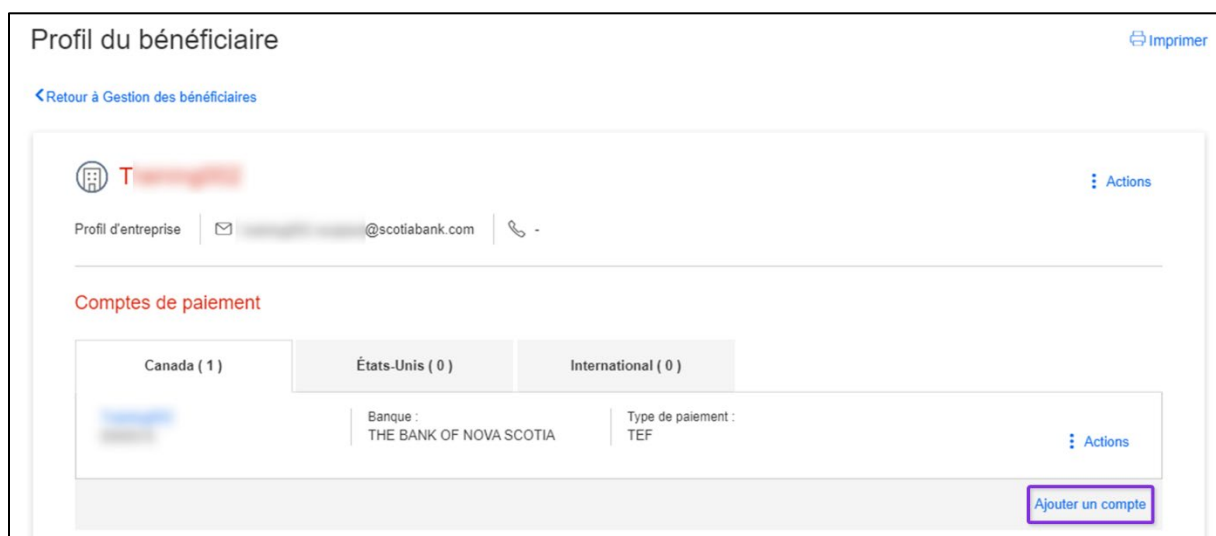 Profil du bénéficiaire
Imprimer
Retour à Gestion des bénéficiaires
T
Actions
Profil d'entreprise
@scotiabank.com
-
Comptes de paiement
Canada ( 1 )
États-Unis ( 0 )
International ( 0 )
Banque :
THE BANK OF NOVA SCOTIA
Type de paiement :
TEF
Actions
Ajouter un compte